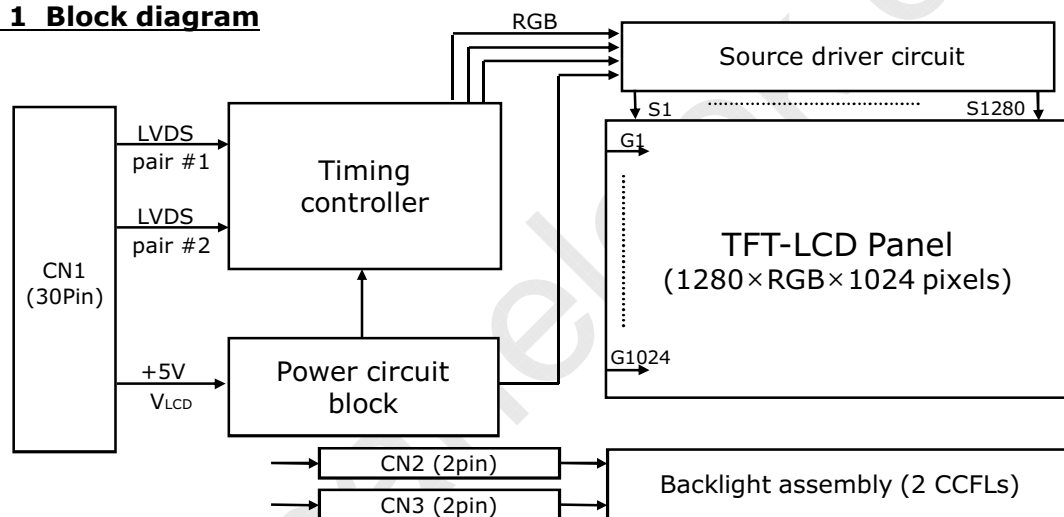 1 Block diagram
RGB
Source driver circuit
S1
S1280
LVDS
pair #1
Timing
controller
G1
LVDS
pair #2
TFT-LCD Panel
(1280×RGB×1024 pixels)
CN1
(30Pin)
G1024
+5V
VLCD
Power circuit
block
CN2 (2pin)
Backlight assembly (2 CCFLs)
CN3 (2pin)